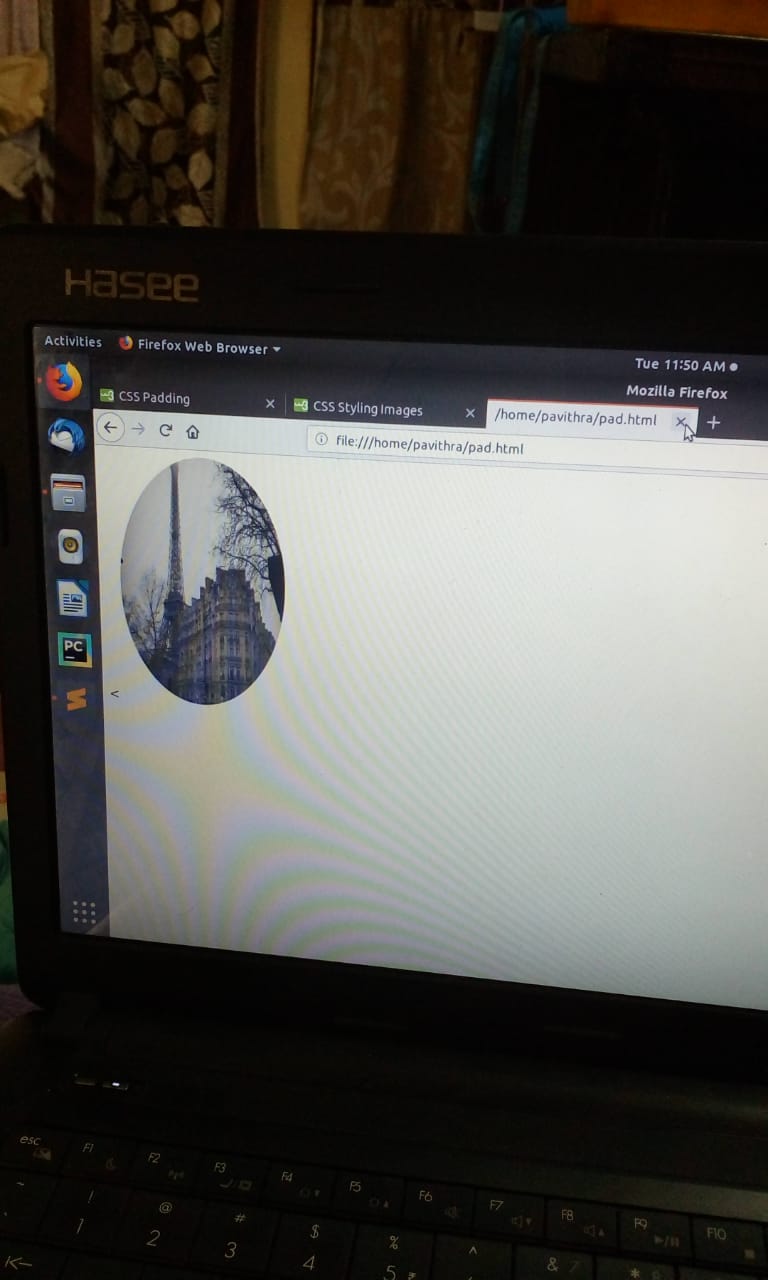 Hasee
Activities Firefox Web Browser
Tue 11:50 AM
Mozilla Firefox
CSS Padding
CSS Styling Images
/home/pavithra/pad.html
file:///home/pavithra/pad.html
PC
<
esc F1 F2 F3 F4 F5 F6 F7 F8 F9 F10
~ ! @ # $ % ^ & *
1 2 3 4 5 7